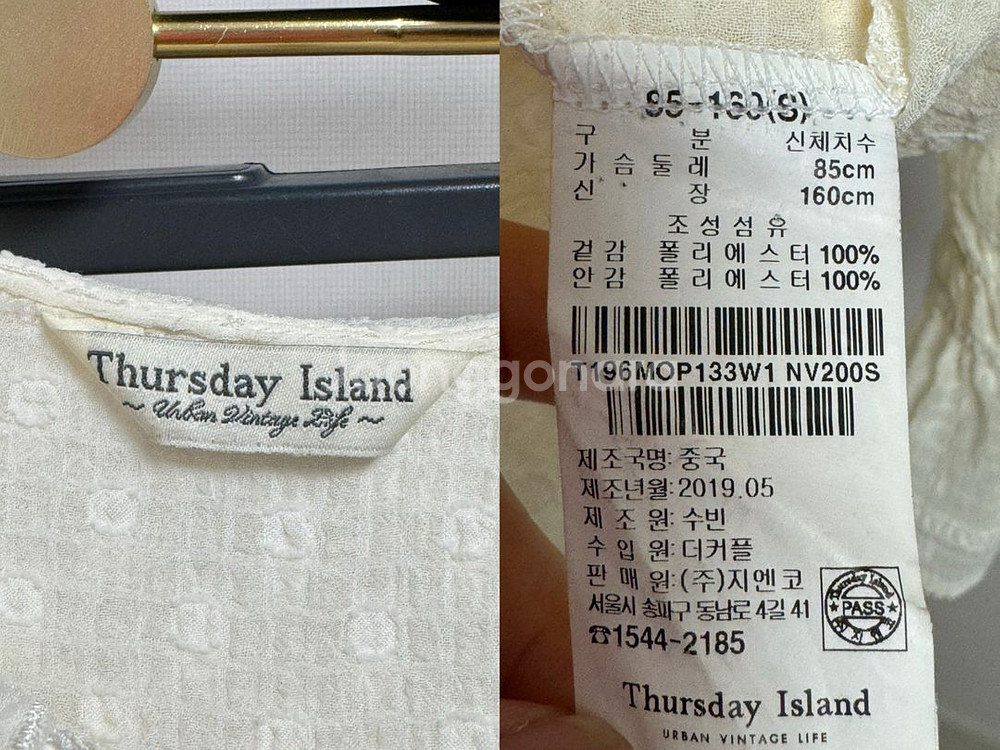 Thursday Island
~ Urban Vintage Life ~
85-160(S)
구 분 신체치수
가슴둘레 85cm
신 장 160cm
조성섬유
겉감 폴리에스터 100%
안감 폴리에스터 100%
T196MOP133W1 NV200S
제조국명: 중국
제조년월: 2019.05
제 조 원: 수빈
수 입 원: 더커플
판 매 원: (주)지엔코
서울시 송파구 동남로 4길 41
☎1544-2185
Thursday Island
PASS
Thursday Island
URBAN VINTAGE LIFE